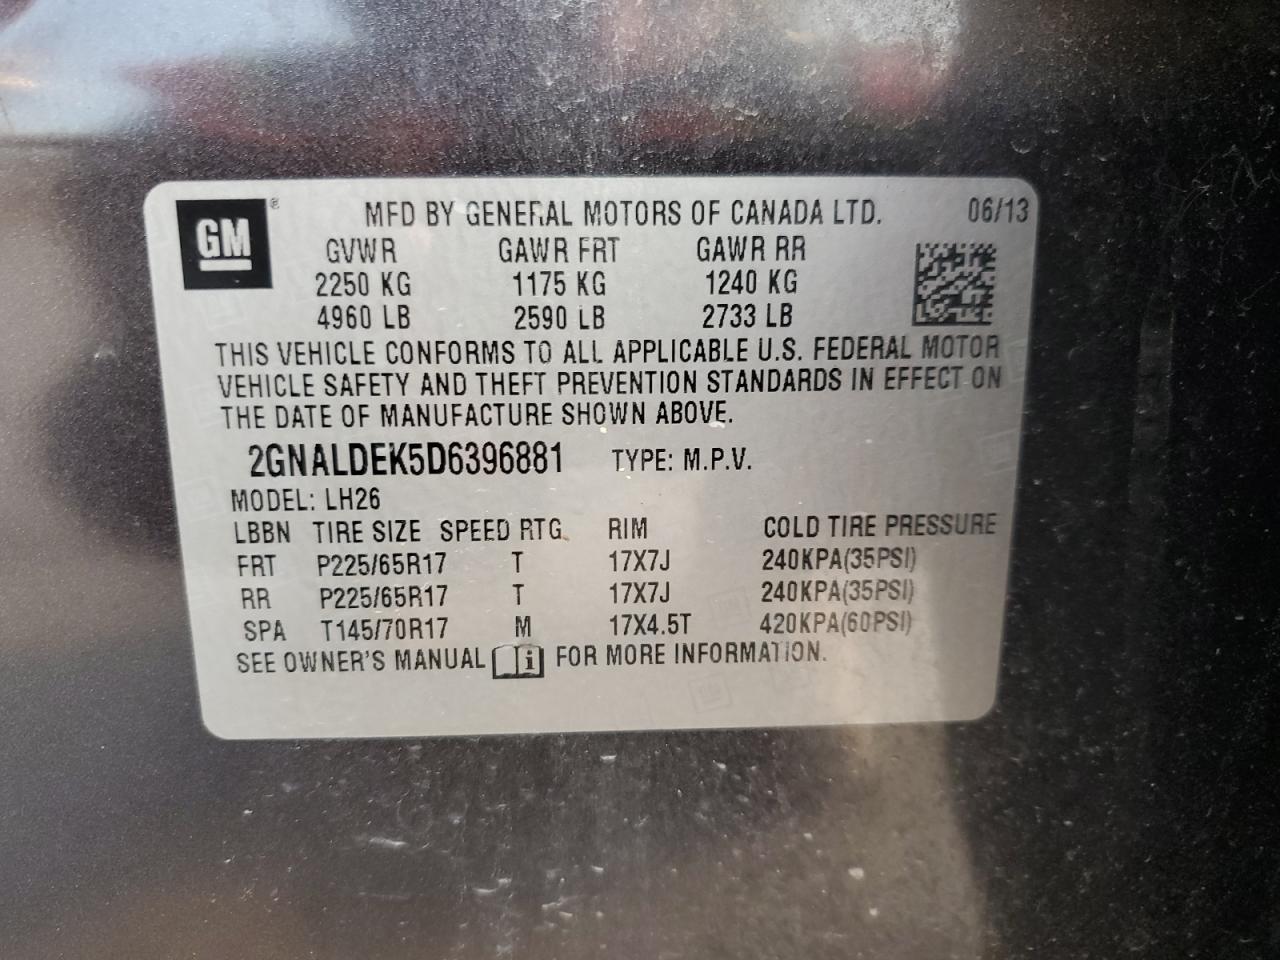 GM ® MFD BY GENERAL MOTORS OF CANADA LTD. 06/13
GVWR GAWR FRT GAWR RR
2250 KG 1175 KG 1240 KG
4960 LB 2590 LB 2733 LB
THIS VEHICLE CONFORMS TO ALL APPLICABLE U.S. FEDERAL MOTOR
VEHICLE SAFETY AND THEFT PREVENTION STANDARDS IN EFFECT ON
THE DATE OF MANUFACTURE SHOWN ABOVE.
2GNALDEK5D6396881 TYPE: M.P.V.
MODEL: LH26
LBBN TIRE SIZE SPEED RTG. RIM COLD TIRE PRESSURE
FRT P225/65R17 T 17X7J 240KPA(35PSI)
RR P225/65R17 T 17X7J 240KPA(35PSI)
SPA T145/70R17 M 17X4.5T 420KPA(60PSI)
SEE OWNER'S MANUAL i FOR MORE INFORMATION.